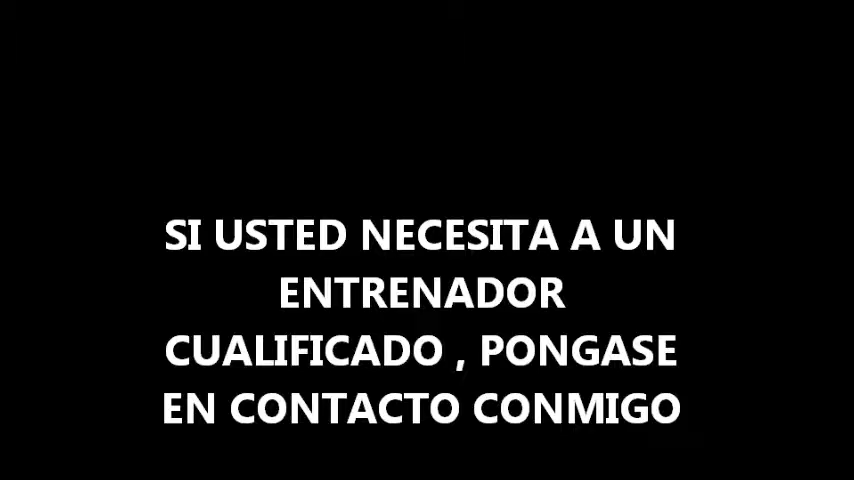 SI USTED NECESITA A UN
ENTRENADOR
CUALIFICADO , PONGASE
EN CONTACTO CONMIGO